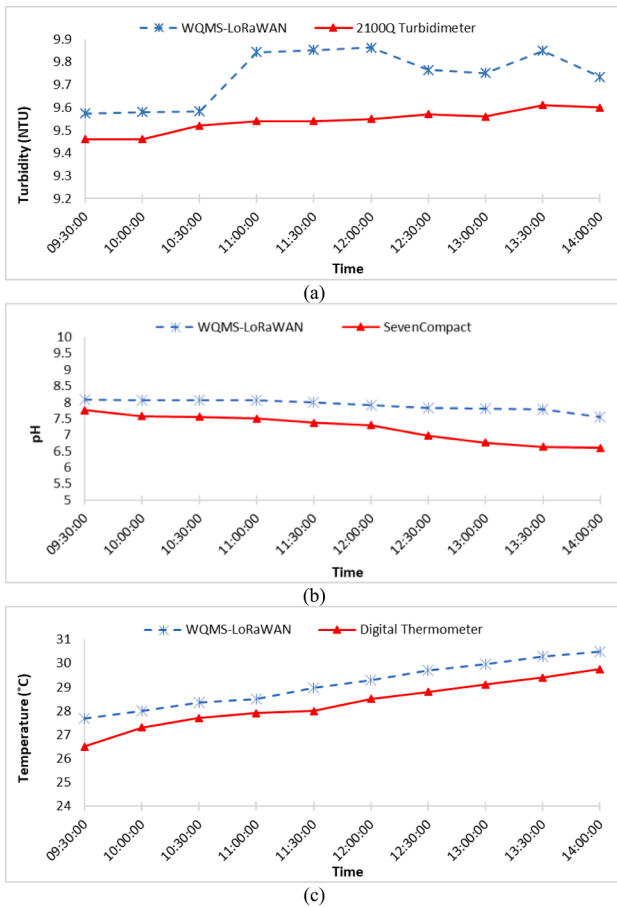 WQMS-LoRaWAN 2100Q Turbidimeter
9.9
9.8
9.7
9.6
9.5
9.4
9.3
9.2
Turbidity (NTU)
09:30:00 10:00:00 10:30:00 11:00:00 11:30:00 12:00:00 12:30:00 13:00:00 13:30:00 14:00:00
Time
(a)
WQMS-LoRaWAN SevenCompact
10
9.5
9
8.5
8
7.5
7
6.5
6
5.5
5
pH
09:30:00 10:00:00 10:30:00 11:00:00 11:30:00 12:00:00 12:30:00 13:00:00 13:30:00 14:00:00
Time
(b)
WQMS-LoRaWAN Digital Thermometer
31
30
29
28
27
26
25
24
Temperature (°C)
09:30:00 10:00:00 10:30:00 11:00:00 11:30:00 12:00:00 12:30:00 13:00:00 13:30:00 14:00:00
Time
(c)